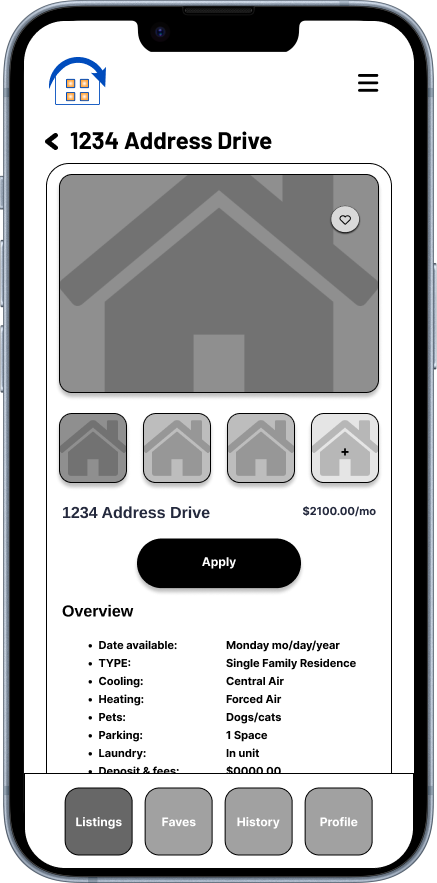 1234 Address Drive
+
1234 Address Drive $2100.00/mo
Apply
Overview
• Date available: Monday mo/day/year
• TYPE: Single Family Residence
• Cooling: Central Air
• Heating: Forced Air
• Pets: Dogs/cats
• Parking: 1 Space
• Laundry: In unit
• Deposit & fees: $0000.00
Listings Faves History Profile